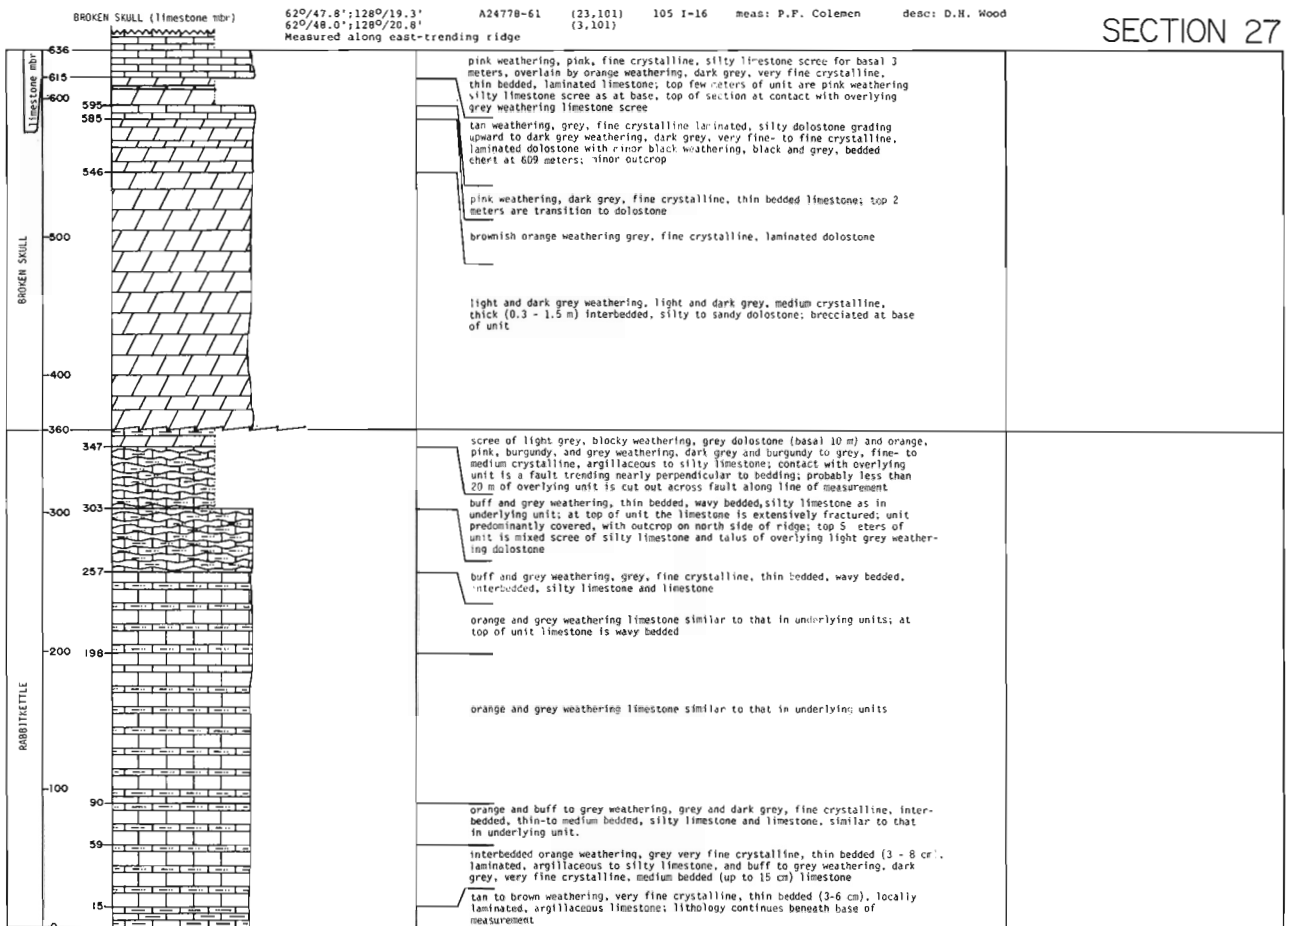 BROKEN SKULL (limestone mbr)
62°/47.8';128°/19.3' A24778-61 (23,101) 105 I-16 meas: P.F. Colemen desc: D.H. Wood
62°/48.0';128°/20.8' (3,101)
Measured along east-trending ridge
SECTION 27
limestone mbr
BROKEN SKULL
RABBITKETTLE
636
615
600
595
585
546
500
400
360
347
300
303
257
200
198
100
90
59
15
0
pink weathering, pink, fine crystalline, silty limestone scree for basal 3
meters, overlain by orange weathering, dark grey, very fine crystalline,
thin bedded, laminated limestone; top few meters of unit are pink weathering
silty limestone scree as at base, top of section at contact with overlying
grey weathering limestone scree
tan weathering, grey, fine crystalline laminated, silty dolostone grading
upward to dark grey weathering, dark grey, very fine- to fine crystalline,
laminated dolostone with minor black weathering, black and grey, bedded
chert at 609 meters; minor outcrop
pink weathering, dark grey, fine crystalline, thin bedded limestone; top 2
meters are transition to dolostone
brownish orange weathering grey, fine crystalline, laminated dolostone
light and dark grey weathering, light and dark grey, medium crystalline,
thick (0.3 - 1.5 m) interbedded, silty to sandy dolostone; brecciated at base
of unit
scree of light grey, blocky weathering, grey dolostone (basal 10 m) and orange,
pink, burgundy, and grey weathering, dark grey and burgundy to grey, fine- to
medium crystalline, argillaceous to silty limestone; contact with overlying
unit is a fault trending nearly perpendicular to bedding; probably less than
20 m of overlying unit is cut out across fault along line of measurement
buff and grey weathering, thin bedded, wavy bedded,silty limestone as in
underlying unit; at top of unit the limestone is extensively fractured; unit
predominantly covered, with outcrop on north side of ridge; top 5 eters of
unit is mixed scree of silty limestone and talus of overlying light grey weather-
ing dolostone
buff and grey weathering, grey, fine crystalline, thin bedded, wavy bedded,
interbedded, silty limestone and limestone
orange and grey weathering limestone similar to that in underlying units; at
top of unit limestone is wavy bedded
orange and grey weathering limestone similar to that in underlying units
orange and buff to grey weathering, grey and dark grey, fine crystalline, inter-
bedded, thin-to medium bedded, silty limestone and limestone, similar to that
in underlying unit.
interbedded orange weathering, grey very fine crystalline, thin bedded (3 - 8 cm),
laminated, argillaceous to silty limestone, and buff to grey weathering, dark
grey, very fine crystalline, medium bedded (up to 15 cm) limestone
tan to brown weathering, very fine crystalline, thin bedded (3-6 cm), locally
laminated, argillaceous limestone; lithology continues beneath base of
measurement